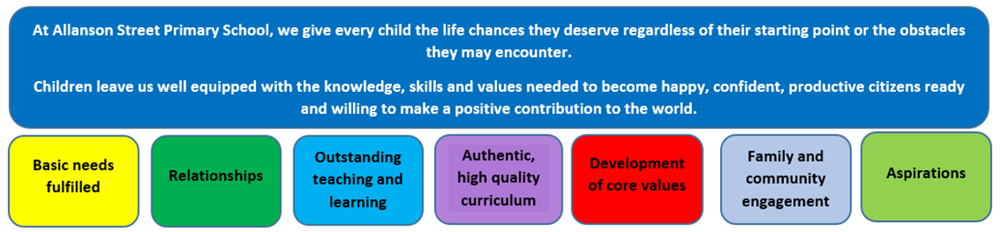 At Allanson Street Primary School, we give every child the life chances they deserve regardless of their starting point or the obstacles
they may encounter.
Children leave us well equipped with the knowledge, skills and values needed to become happy, confident, productive citizens ready
and willing to make a positive contribution to the world.
Basic needs
fulfilled
Relationships
Outstanding
teaching and
learning
Authentic,
high quality
curriculum
Development
of core values
Family and
community
engagement
Aspirations